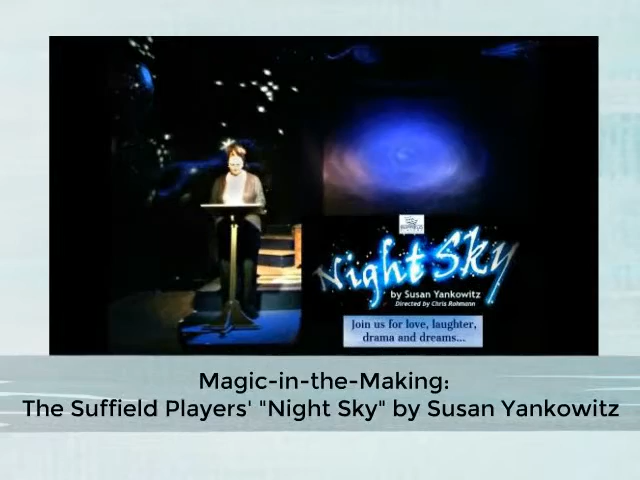 Night Sky
by Susan Yankowitz
Directed by Chris Rohmann
Join us for love, laughter,
drama and dreams...
Magic-in-the-Making:
The Suffield Players' "Night Sky" by Susan Yankowitz